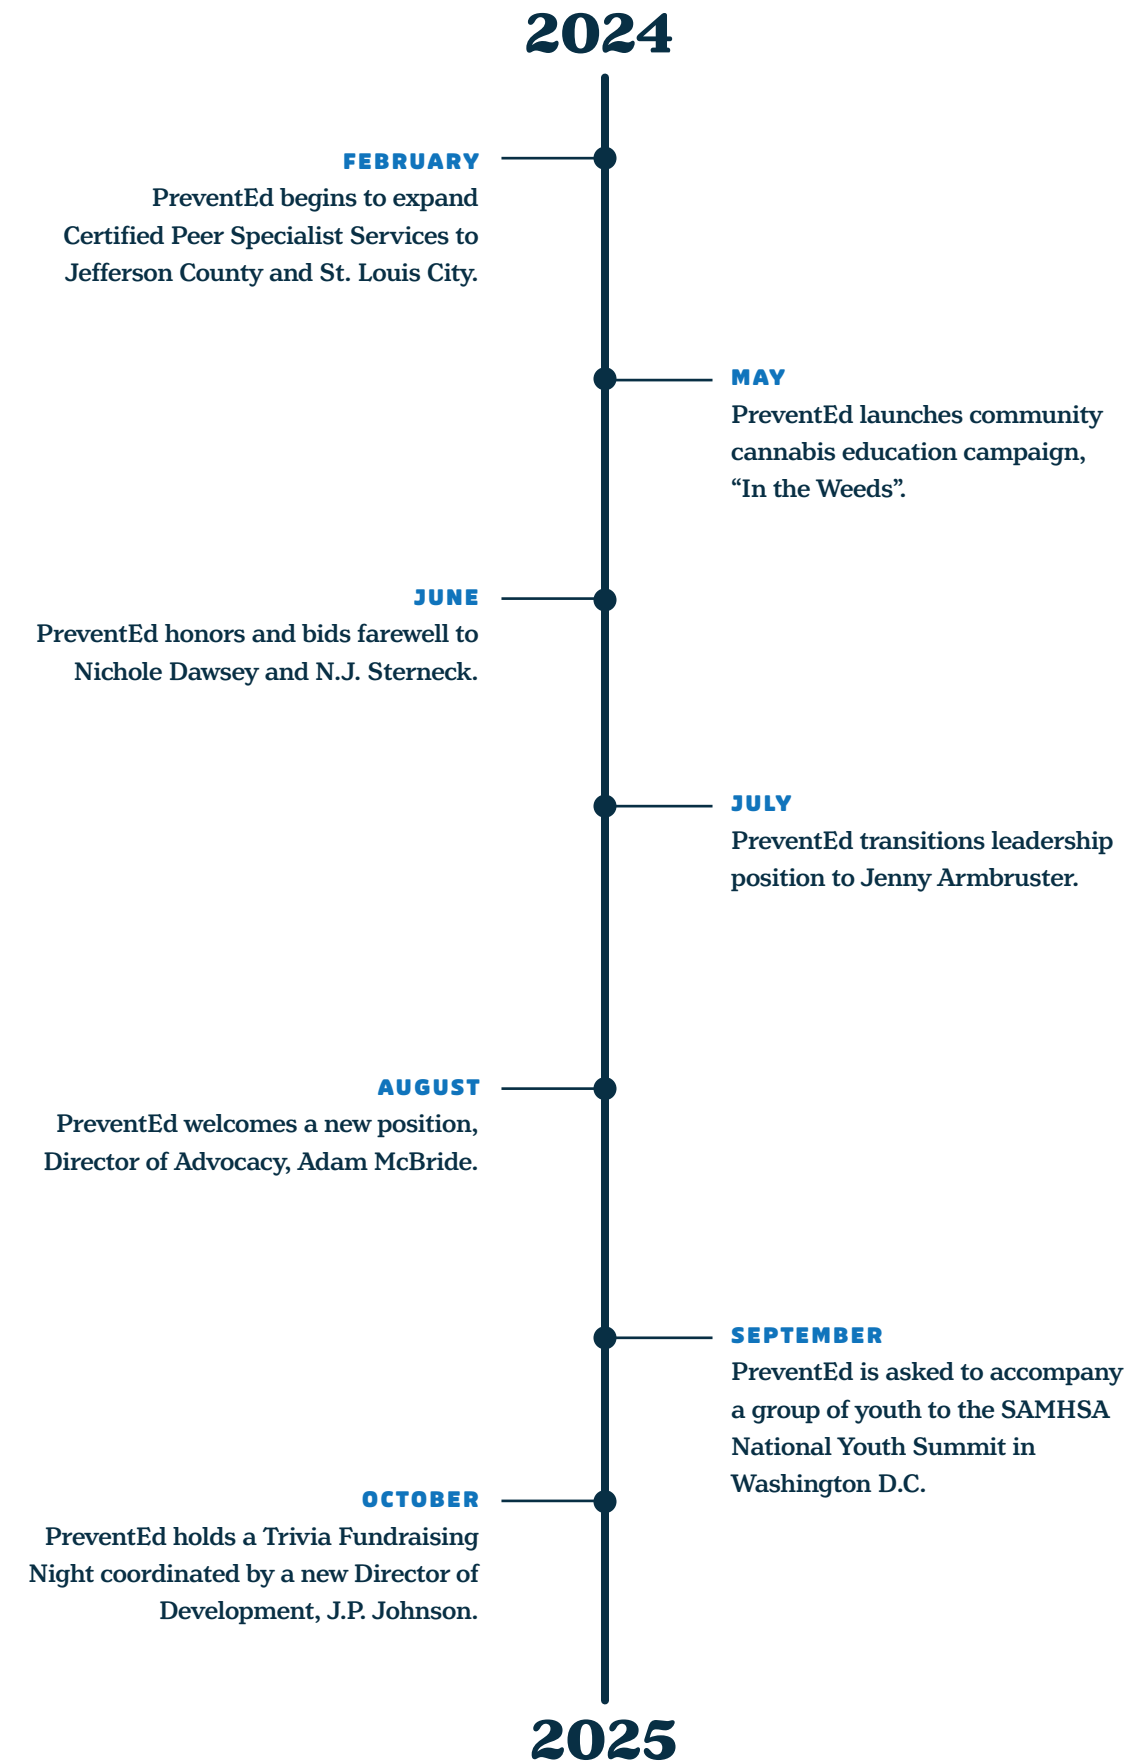 2024
FEBRUARY
PreventEd begins to expand
Certified Peer Specialist Services to
Jefferson County and St. Louis City.
MAY
PreventEd launches community
cannabis education campaign,
“In the Weeds”.
JUNE
PreventEd honors and bids farewell to
Nichole Dawsey and N.J. Sterneck.
JULY
PreventEd transitions leadership
position to Jenny Armbruster.
AUGUST
PreventEd welcomes a new position,
Director of Advocacy, Adam McBride.
SEPTEMBER
PreventEd is asked to accompany
a group of youth to the SAMHSA
National Youth Summit in
Washington D.C.
OCTOBER
PreventEd holds a Trivia Fundraising
Night coordinated by a new Director of
Development, J.P. Johnson.
2025